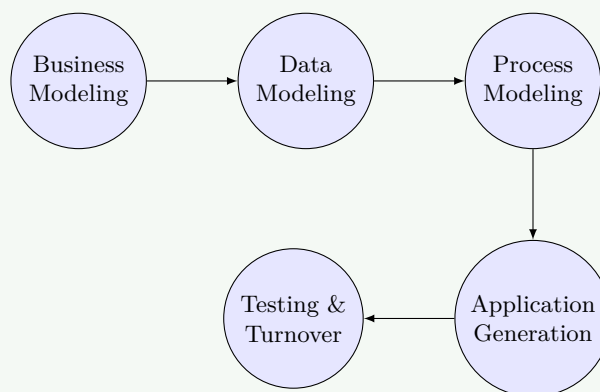 Business
Modeling
Data
Modeling
Process
Modeling
Application
Generation
Testing &
Turnover